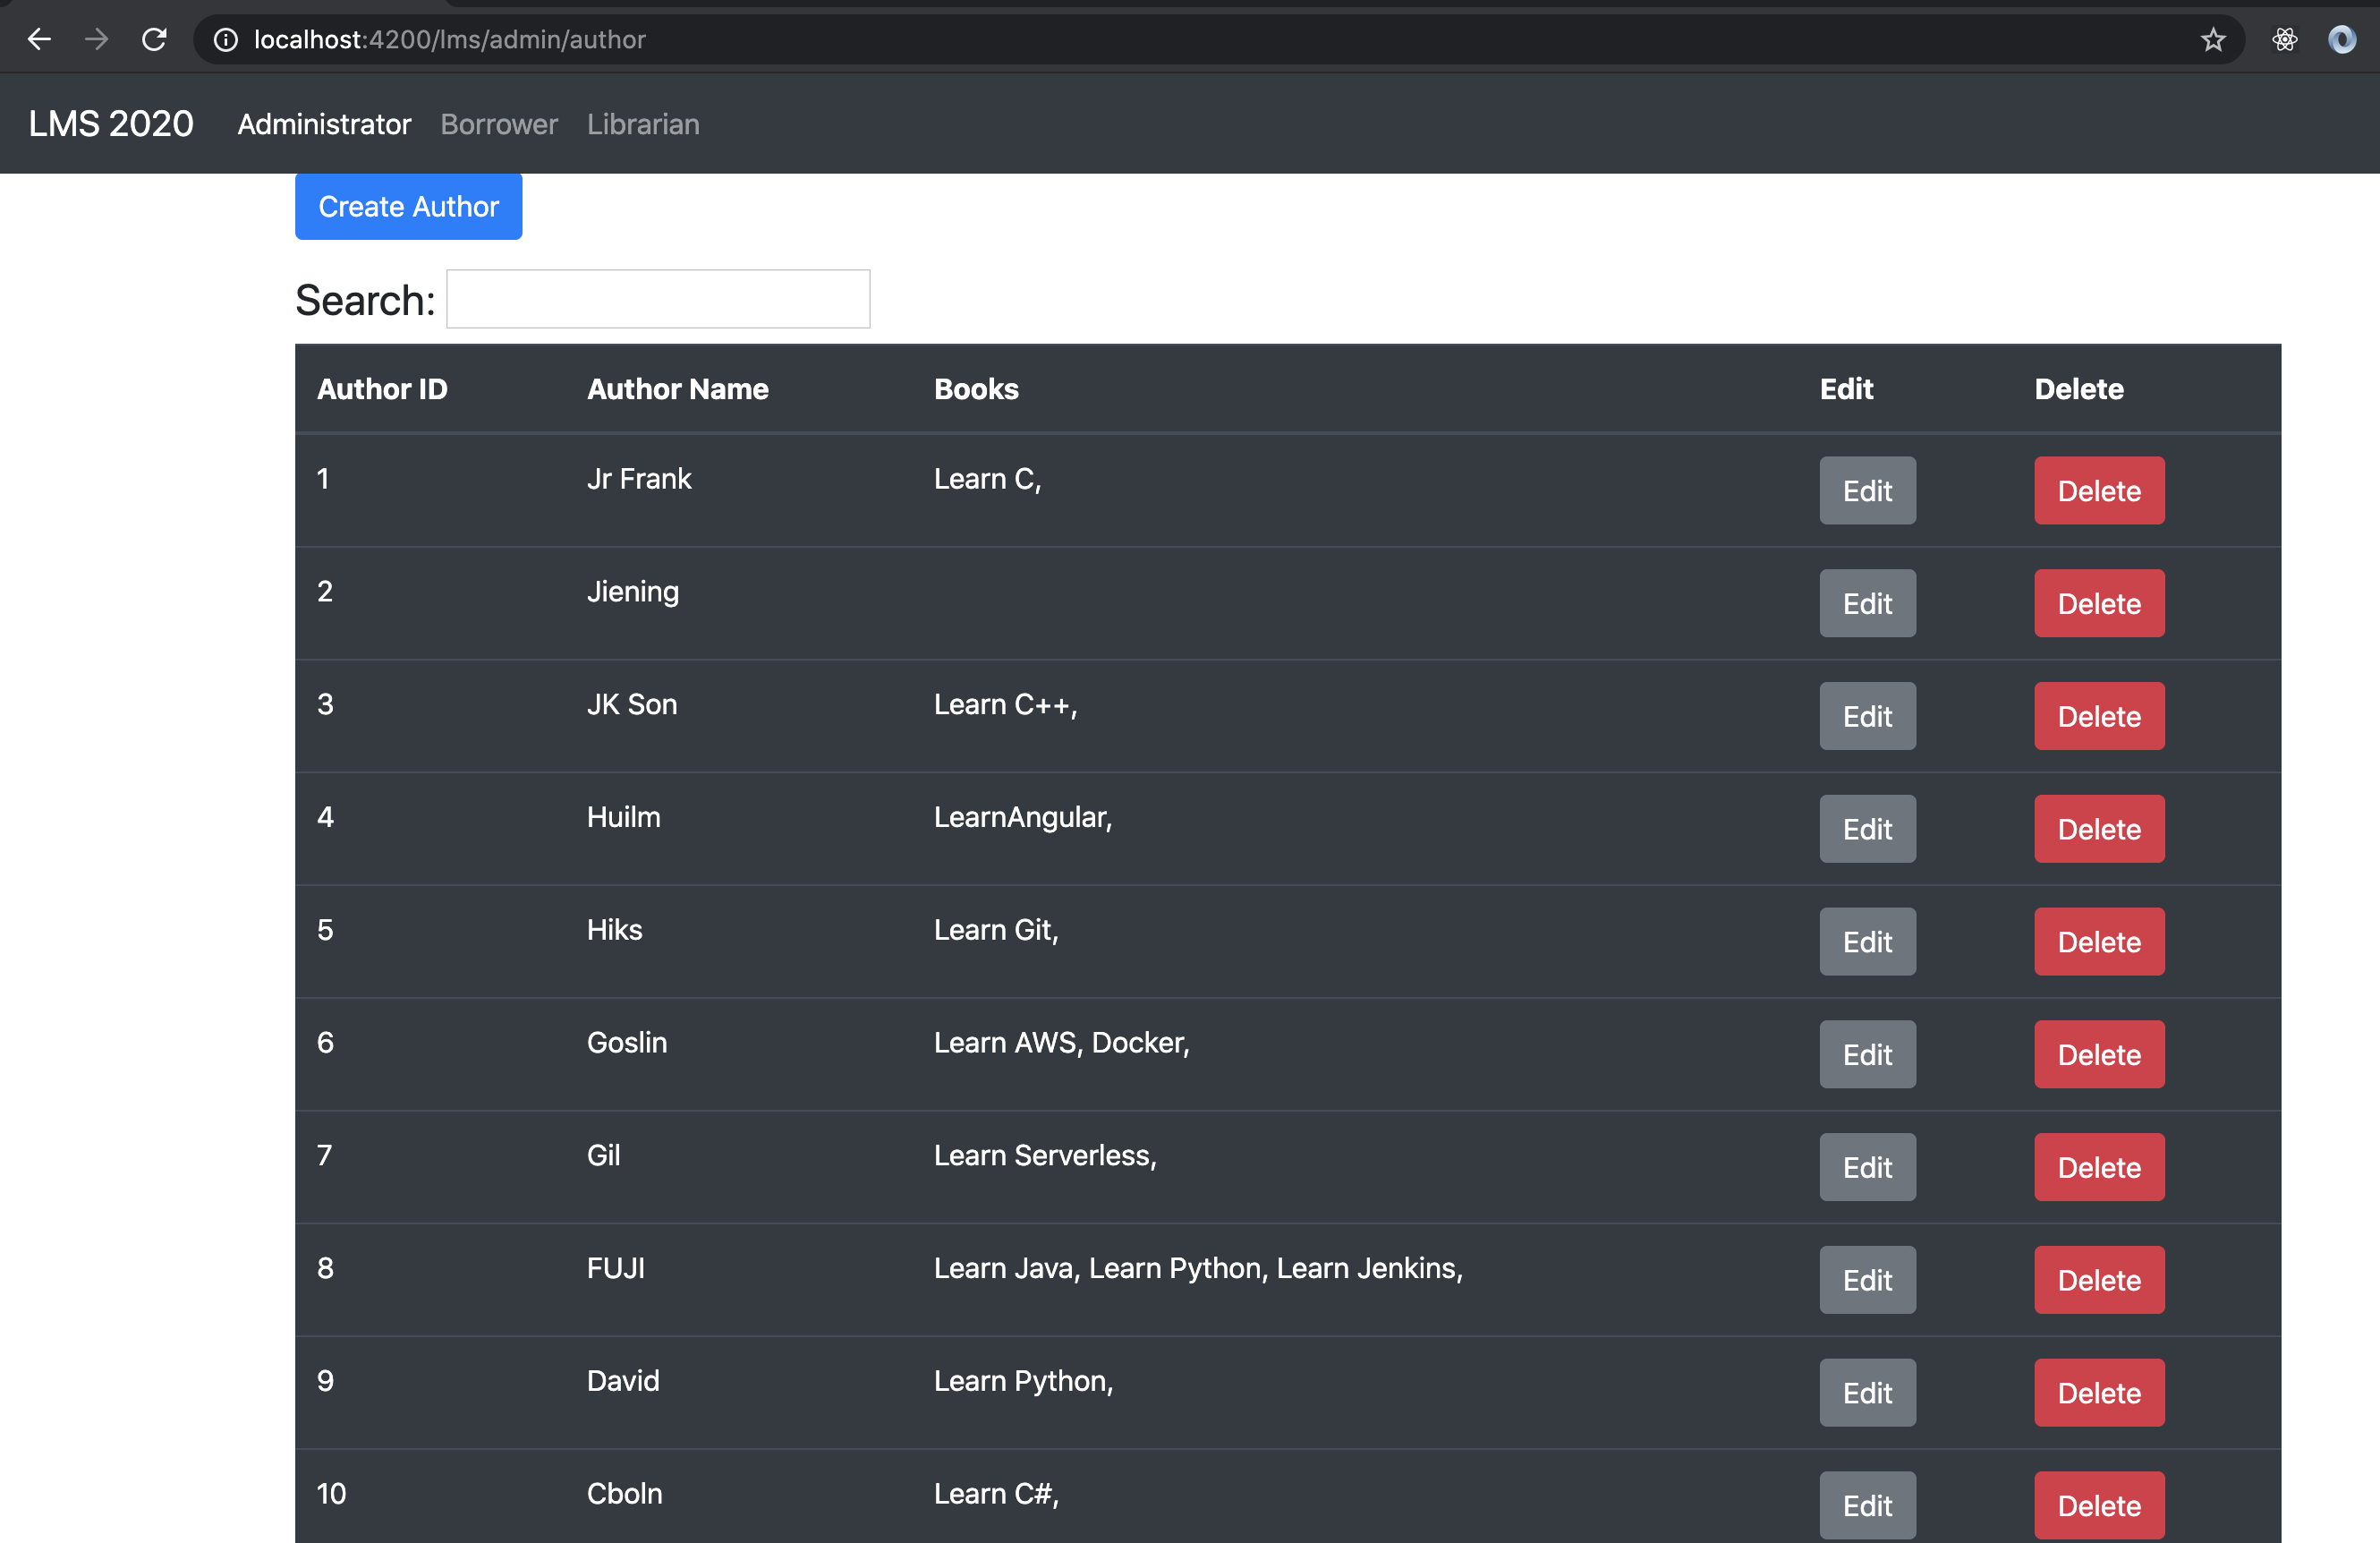 localhost:4200/lms/admin/author
LMS 2020 Administrator Borrower Librarian
Create Author
Search:
Author ID Author Name Books Edit Delete
1 Jr Frank Learn C, Edit Delete
2 Jiening Edit Delete
3 JK Son Learn C++, Edit Delete
4 Huilm LearnAngular, Edit Delete
5 Hiks Learn Git, Edit Delete
6 Goslin Learn AWS, Docker, Edit Delete
7 Gil Learn Serverless, Edit Delete
8 FUJI Learn Java, Learn Python, Learn Jenkins, Edit Delete
9 David Learn Python, Edit Delete
10 Cboln Learn C#, Edit Delete